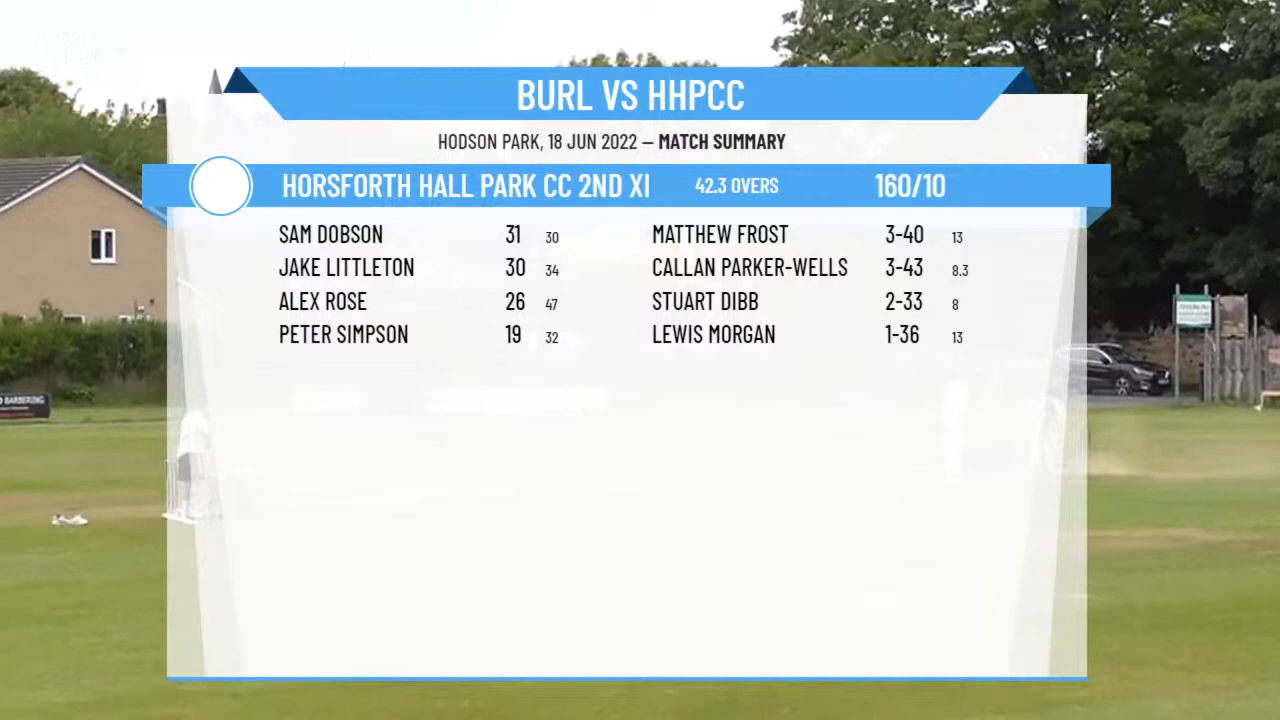 BURL VS HHPCC
HODSON PARK, 18 JUN 2022 – MATCH SUMMARY
HORSFORTH HALL PARK CC 2ND XI 42.3 OVERS 160/10
SAM DOBSON 31 30 MATTHEW FROST 3-40 13
JAKE LITTLETON 30 34 CALLAN PARKER-WELLS 3-43 8.3
ALEX ROSE 26 47 STUART DIBB 2-33 8
PETER SIMPSON 19 32 LEWIS MORGAN 1-36 13
BARBERING